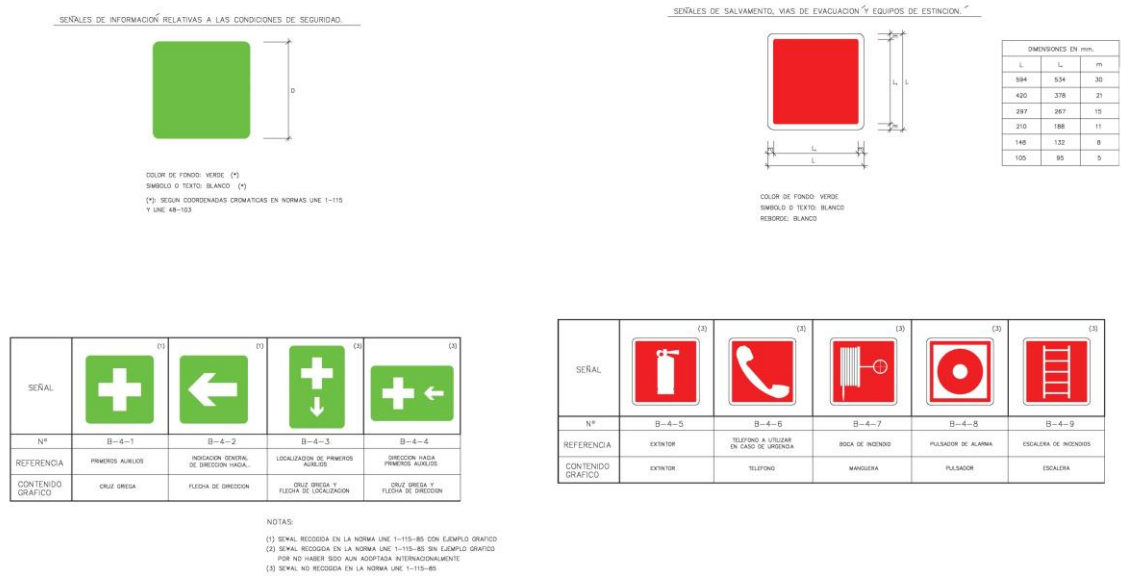 SEÑALES DE INFORMACION RELATIVAS A LAS CONDICIONES DE SEGURIDAD.
D
COLOR DE FONDO: VERDE (*)
SIMBOLO O TEXTO: BLANCO (*)
(*): SEGUN COORDENADAS CROMATICAS EN NORMAS UNE 1-115
Y UNE 48-103
SEÑALES DE SALVAMENTO, VIAS DE EVACUACION Y EQUIPOS DE ESTINCION.
m
L₁ L
m
m L₁ m
L
COLOR DE FONDO: VERDE
SIMBOLO O TEXTO: BLANCO
REBORDE: BLANCO
DIMENSIONES EN mm.
L L₁ m
594 534 30
420 378 21
297 267 15
210 188 11
148 132 8
105 95 5
SEÑAL (1) (1) (3) (3)
Nº B-4-1 B-4-2 B-4-3 B-4-4
REFERENCIA PRIMEROS AUXILIOS INDICACION GENERAL DE DIRECCION HACIA... LOCALIZACION DE PRIMEROS AUXILIOS DIRECCION HACIA PRIMEROS AUXILIOS
CONTENIDO GRAFICO CRUZ GRIEGA FLECHA DE DIRECCION CRUZ GRIEGA Y FLECHA DE LOCALIZACION CRUZ GRIEGA Y FLECHA DE DIRECCION
SEÑAL (3) (3) (3) (3) (3)
Nº B-4-5 B-4-6 B-4-7 B-4-8 B-4-9
REFERENCIA EXTINTOR TELEFONO A UTILIZAR EN CASO DE URGENCIA BOCA DE INCENDIO PULSADOR DE ALARMA ESCALERA DE INCENDIOS
CONTENIDO GRAFICO EXTINTOR TELEFONO MANGUERA PULSADOR ESCALERA
NOTAS:
(1) SEÑAL RECOGIDA EN LA NORMA UNE 1-115-85 CON EJEMPLO GRAFICO
(2) SEÑAL RECOGIDA EN LA NORMA UNE 1-115-85 SIN EJEMPLO GRAFICO
POR NO HABER SIDO AUN ADOPTADA INTERNACIONALMENTE
(3) SEÑAL NO RECOGIDA EN LA NORMA UNE 1-115-85